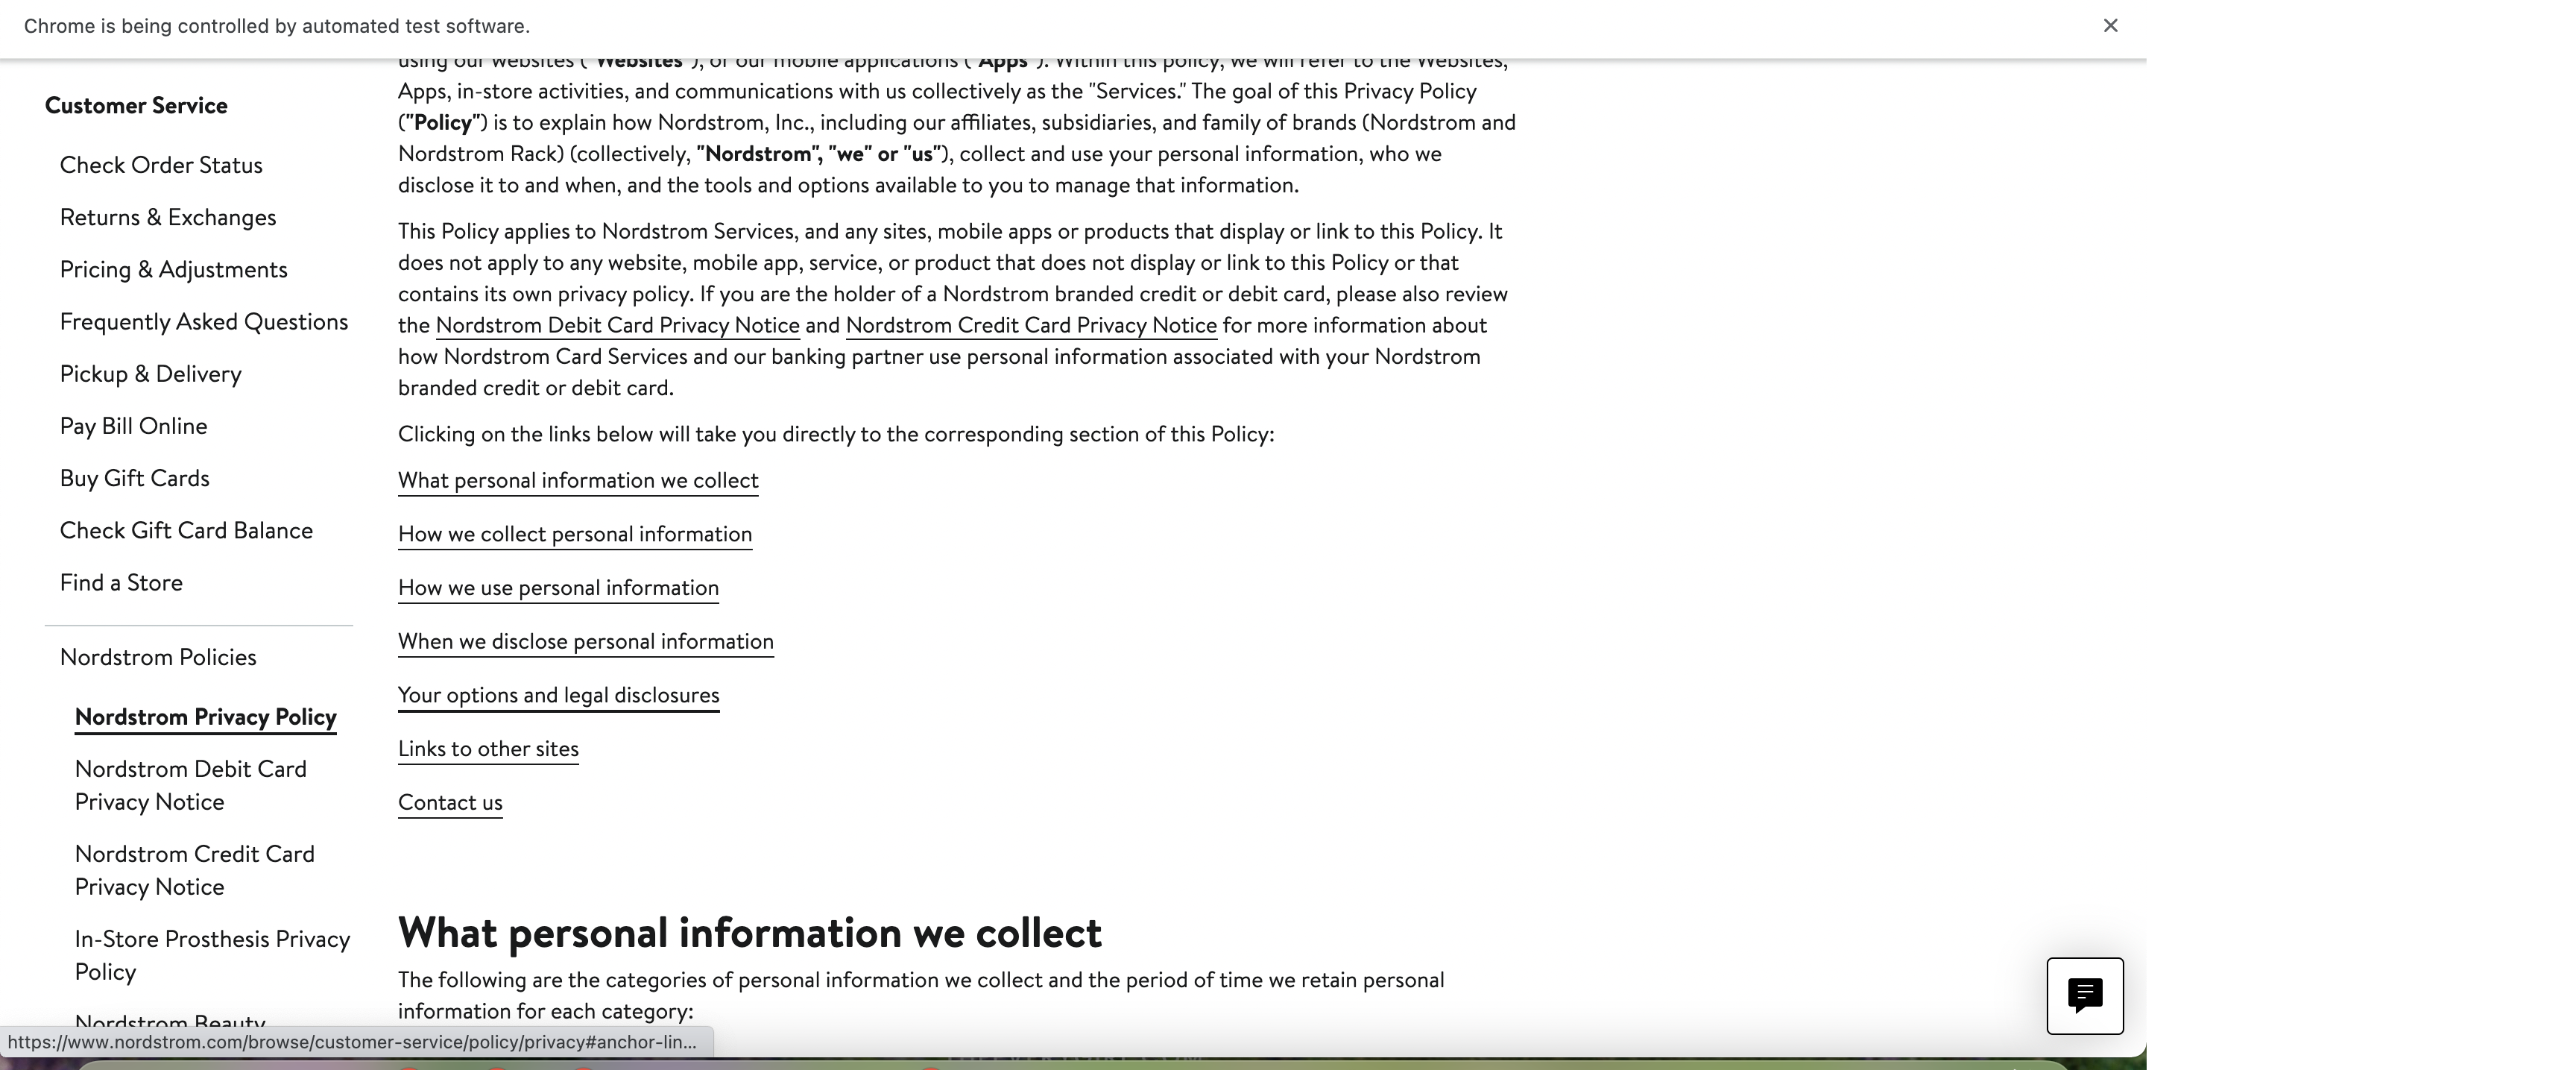 Chrome is being controlled by automated test software.
using our websites ("Websites"), or our mobile applications ("Apps"). Within this policy, we will refer to the Websites,
Apps, in-store activities, and communications with us collectively as the "Services." The goal of this Privacy Policy
("Policy") is to explain how Nordstrom, Inc., including our affiliates, subsidiaries, and family of brands (Nordstrom and
Nordstrom Rack) (collectively, "Nordstrom", "we" or "us"), collect and use your personal information, who we
disclose it to and when, and the tools and options available to you to manage that information.
This Policy applies to Nordstrom Services, and any sites, mobile apps or products that display or link to this Policy. It
does not apply to any website, mobile app, service, or product that does not display or link to this Policy or that
contains its own privacy policy. If you are the holder of a Nordstrom branded credit or debit card, please also review
the Nordstrom Debit Card Privacy Notice and Nordstrom Credit Card Privacy Notice for more information about
how Nordstrom Card Services and our banking partner use personal information associated with your Nordstrom
branded credit or debit card.
Clicking on the links below will take you directly to the corresponding section of this Policy:
What personal information we collect
How we collect personal information
How we use personal information
When we disclose personal information
Your options and legal disclosures
Links to other sites
Contact us
What personal information we collect
The following are the categories of personal information we collect and the period of time we retain personal
information for each category:
Customer Service
Check Order Status
Returns & Exchanges
Pricing & Adjustments
Frequently Asked Questions
Pickup & Delivery
Pay Bill Online
Buy Gift Cards
Check Gift Card Balance
Find a Store
Nordstrom Policies
Nordstrom Privacy Policy
Nordstrom Debit Card
Privacy Notice
Nordstrom Credit Card
Privacy Notice
In-Store Prosthesis Privacy
Policy
Nordstrom Beauty
https://www.nordstrom.com/browse/customer-service/policy/privacy#anchor-lin...